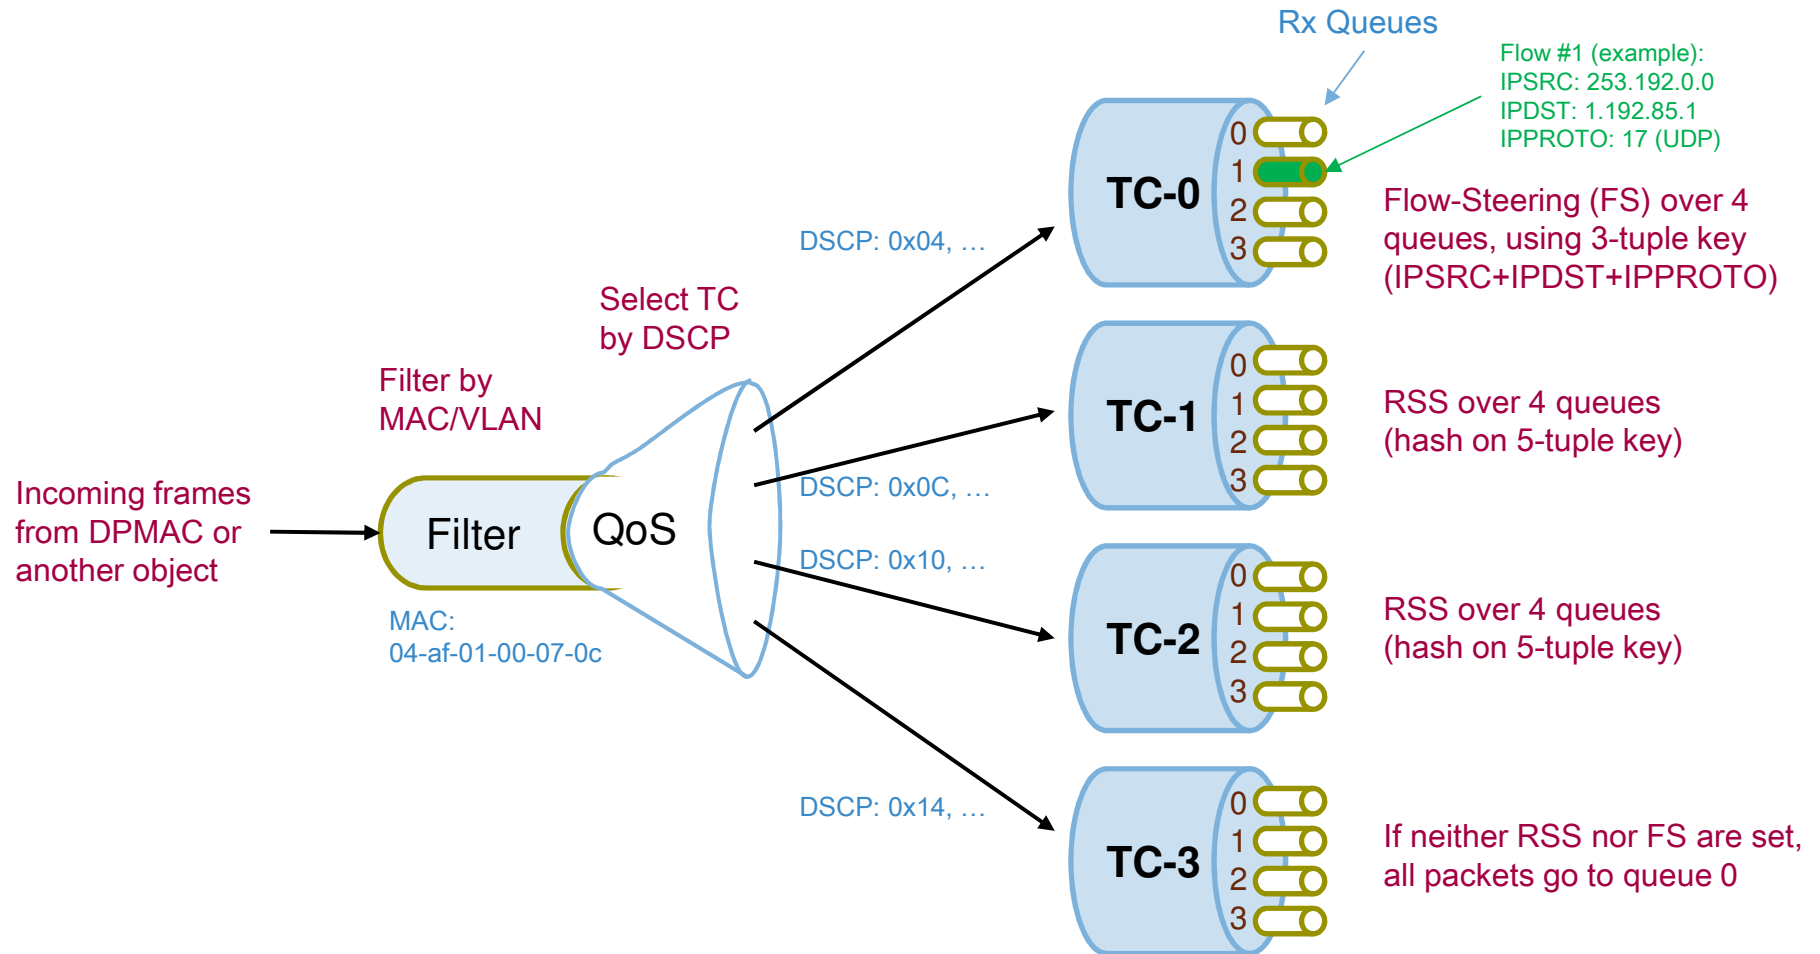 Rx Queues
Flow #1 (example):
IPSRC: 253.192.0.0
IPDST: 1.192.85.1
IPPROTO: 17 (UDP)
0
1
2
3
TC-0
Flow-Steering (FS) over 4
queues, using 3-tuple key
(IPSRC+IPDST+IPPROTO)
DSCP: 0x04, …
Select TC
by DSCP
Filter by
MAC/VLAN
0
1
2
3
TC-1
RSS over 4 queues
(hash on 5-tuple key)
Incoming frames
from DPMAC or
another object
Filter
QoS
DSCP: 0x0C, …
DSCP: 0x10, …
MAC:
04-af-01-00-07-0c
0
1
2
3
TC-2
RSS over 4 queues
(hash on 5-tuple key)
DSCP: 0x14, …
0
1
2
3
TC-3
If neither RSS nor FS are set,
all packets go to queue 0